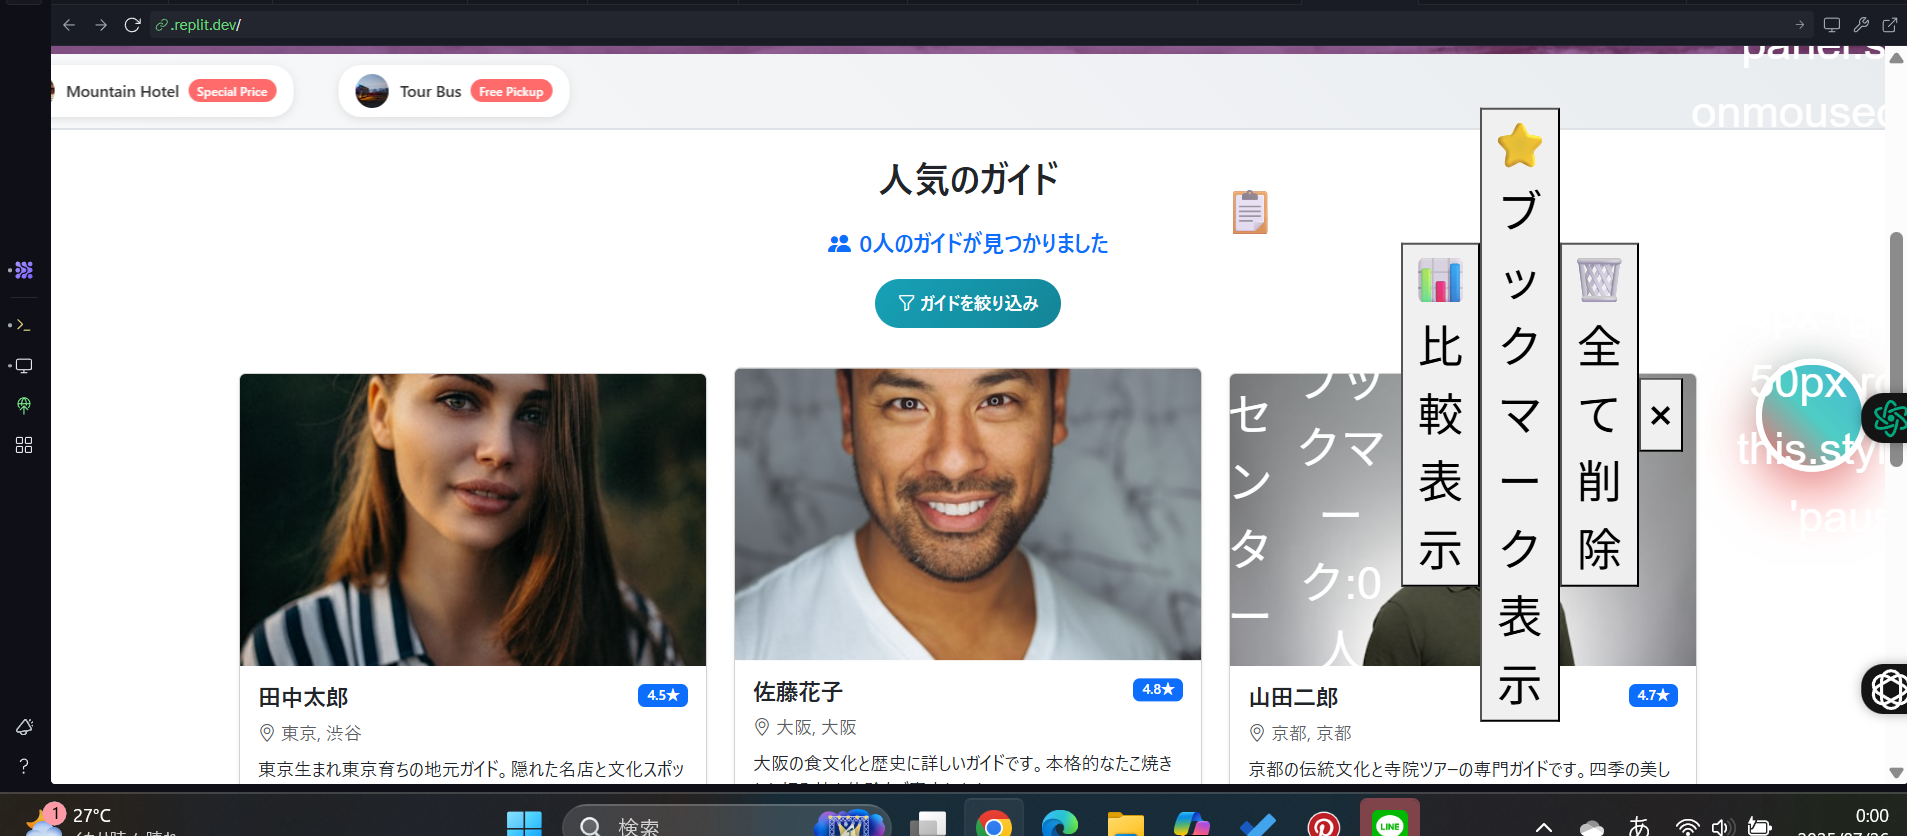 .replit.dev/
panel.s
Mountain Hotel Special Price
Tour Bus Free Pickup
onmoused
人気のガイド
0人のガイドが見つかりました
ガイドを絞り込み
センター
ブックマーク:0人
比較表示
ブックマーク表示
全て削除
×
50px
this.styl
'pau
田中太郎 4.5★
東京, 渋谷
東京生まれ東京育ちの地元ガイド。隠れた名店と文化スポッ
佐藤花子 4.8★
大阪, 大阪
大阪の食文化と歴史に詳しいガイドです。本格的なたこ焼き
山田二郎 4.7★
京都, 京都
京都の伝統文化と寺院ツアーの専門ガイドです。四季の美し
?
1
27°C
検索
LINE
あ
0:00